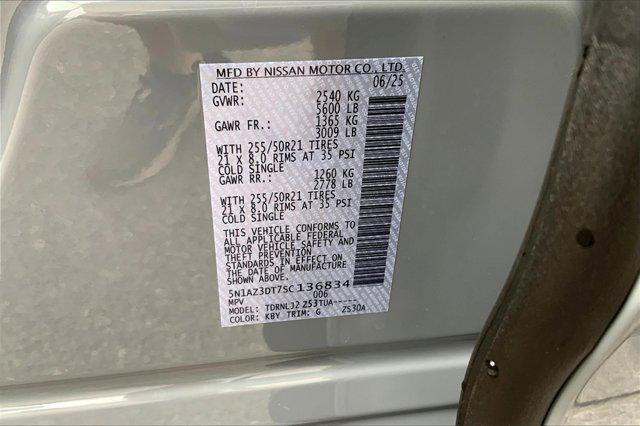 MFD BY NISSAN MOTOR CO., LTD.
DATE: 06/25
GVWR: 2540 KG
5600 LB
GAWR FR.: 1365 KG
3009 LB
WITH 255/50R21 TIRES
21 X 8.0 RIMS AT 35 PSI
COLD SINGLE
GAWR RR.: 1260 KG
2778 LB
WITH 255/50R21 TIRES
21 X 8.0 RIMS AT 35 PSI
COLD SINGLE
THIS VEHICLE CONFORMS TO
ALL APPLICABLE FEDERAL
MOTOR VEHICLE SAFETY AND
THEFT PREVENTION
STANDARDS IN EFFECT ON
THE DATE OF MANUFACTURE
SHOWN ABOVE.
5N1AZ3DT7SC136834
MPV 006
MODEL: TDRNLJ2 Z53TUA-----
COLOR: KBY TRIM: G Z530A